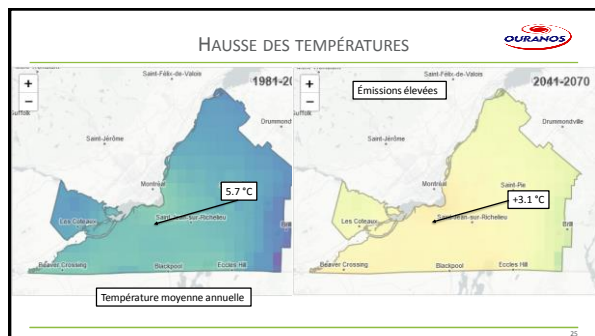 HAUSSE DES TEMPÉRATURES
OURANOS
+
−
Saint-Félix-de-Valois
1981-20
Drummondvi
Saint-Jérôme
Montréal
5.7 °C
Les Coteaux
Saint-Jean-sur-Richelieu
Beaver Crossing
Blackpool
Eccles Hill
Température moyenne annuelle
+
−
Émissions élevées
Saint-Félix-de-Valois
2041-2070
uffolk
Drummondville
Saint-Jérôme
Montréal
Saint-Pie
+3.1 °C
Les Coteaux
Saint-Jean-sur-Richelieu
Beaver Crossing
Blackpool
Eccles Hill
25